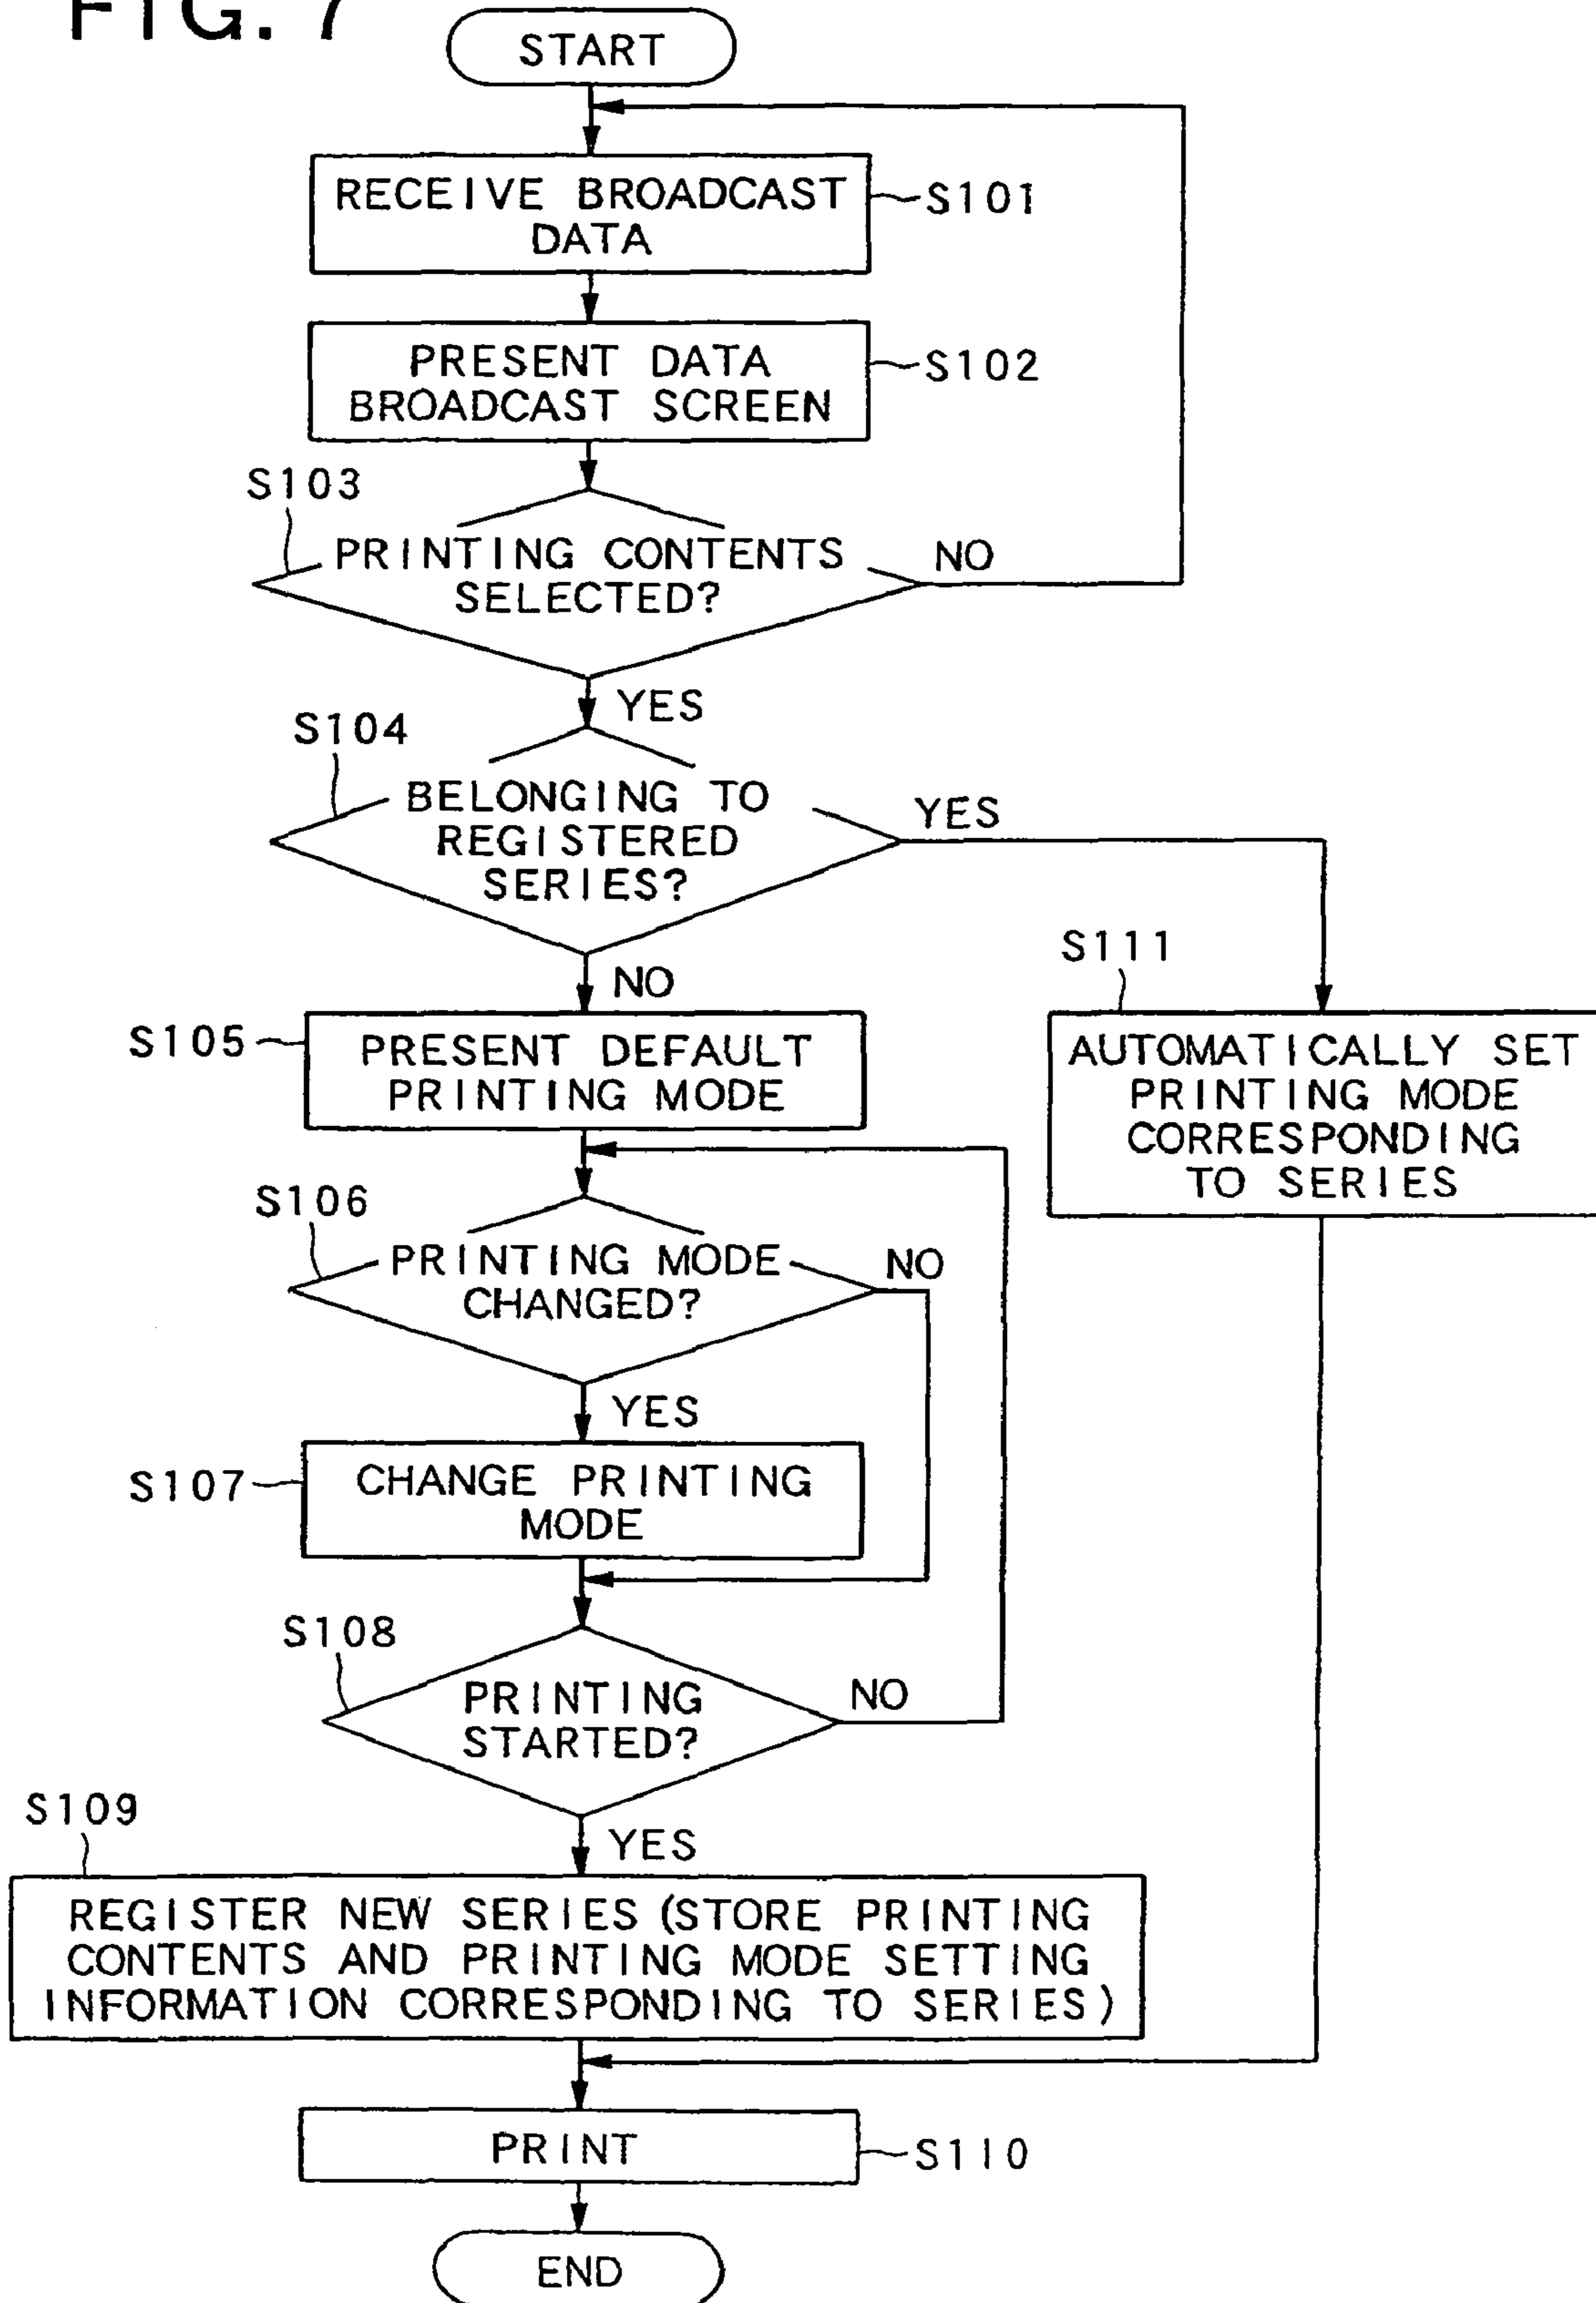 FIG. 7
START
RECEIVE BROADCAST
DATA
S101
PRESENT DATA
BROADCAST SCREEN
S102
S103
PRINTING CONTENTS
SELECTED?
NO
YES
S104
BELONGING TO
REGISTERED
SERIES?
YES
NO
S111
AUTOMATICALLY SET
PRINTING MODE
CORRESPONDING
TO SERIES
S105
PRESENT DEFAULT
PRINTING MODE
S106
PRINTING MODE
CHANGED?
NO
YES
S107
CHANGE PRINTING
MODE
S108
PRINTING
STARTED?
NO
YES
S109
REGISTER NEW SERIES (STORE PRINTING
CONTENTS AND PRINTING MODE SETTING
INFORMATION CORRESPONDING TO SERIES)
PRINT
S110
END